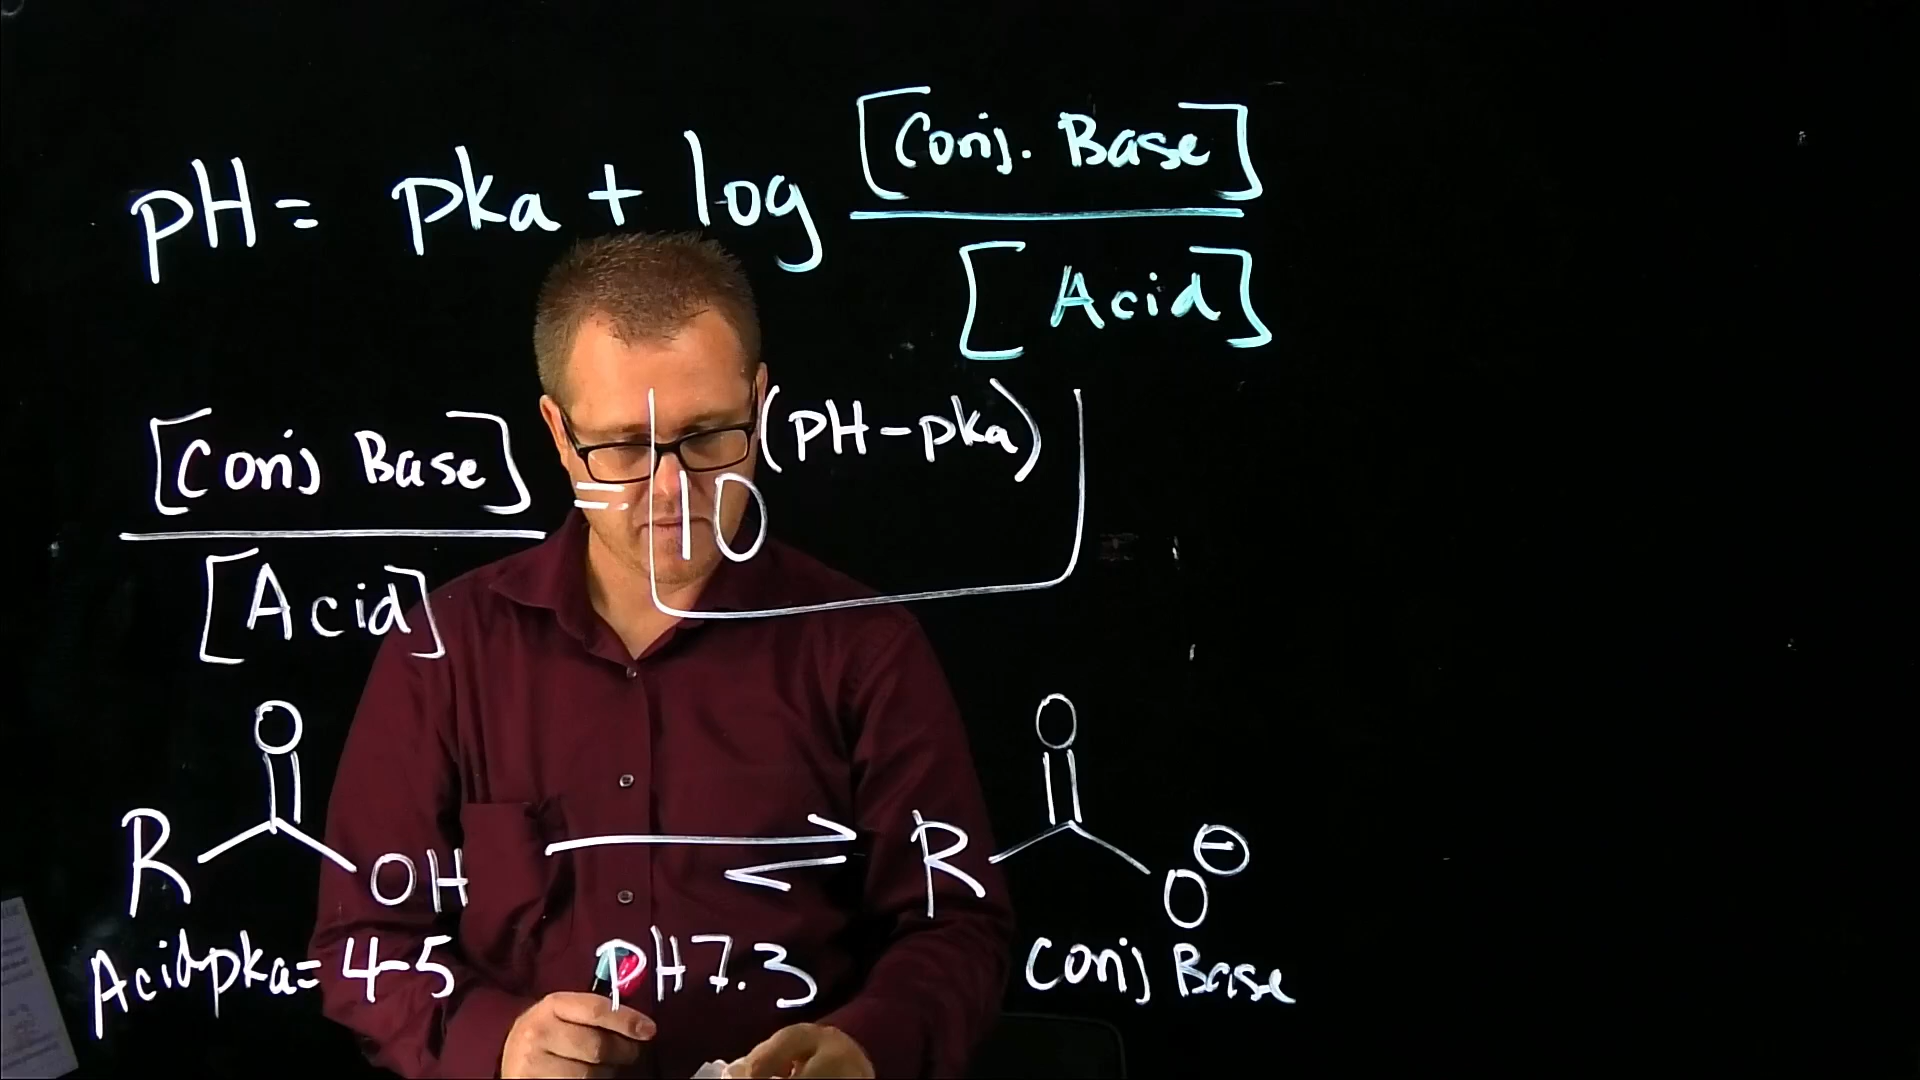 pH = pka + log [Conj. Base]
[Acid]
[Conj Base] = 10 (pH-pka)
[Acid]
O O
R OH R O ⊖
Acid pka= 4-5 pH 7.3 Conj Base